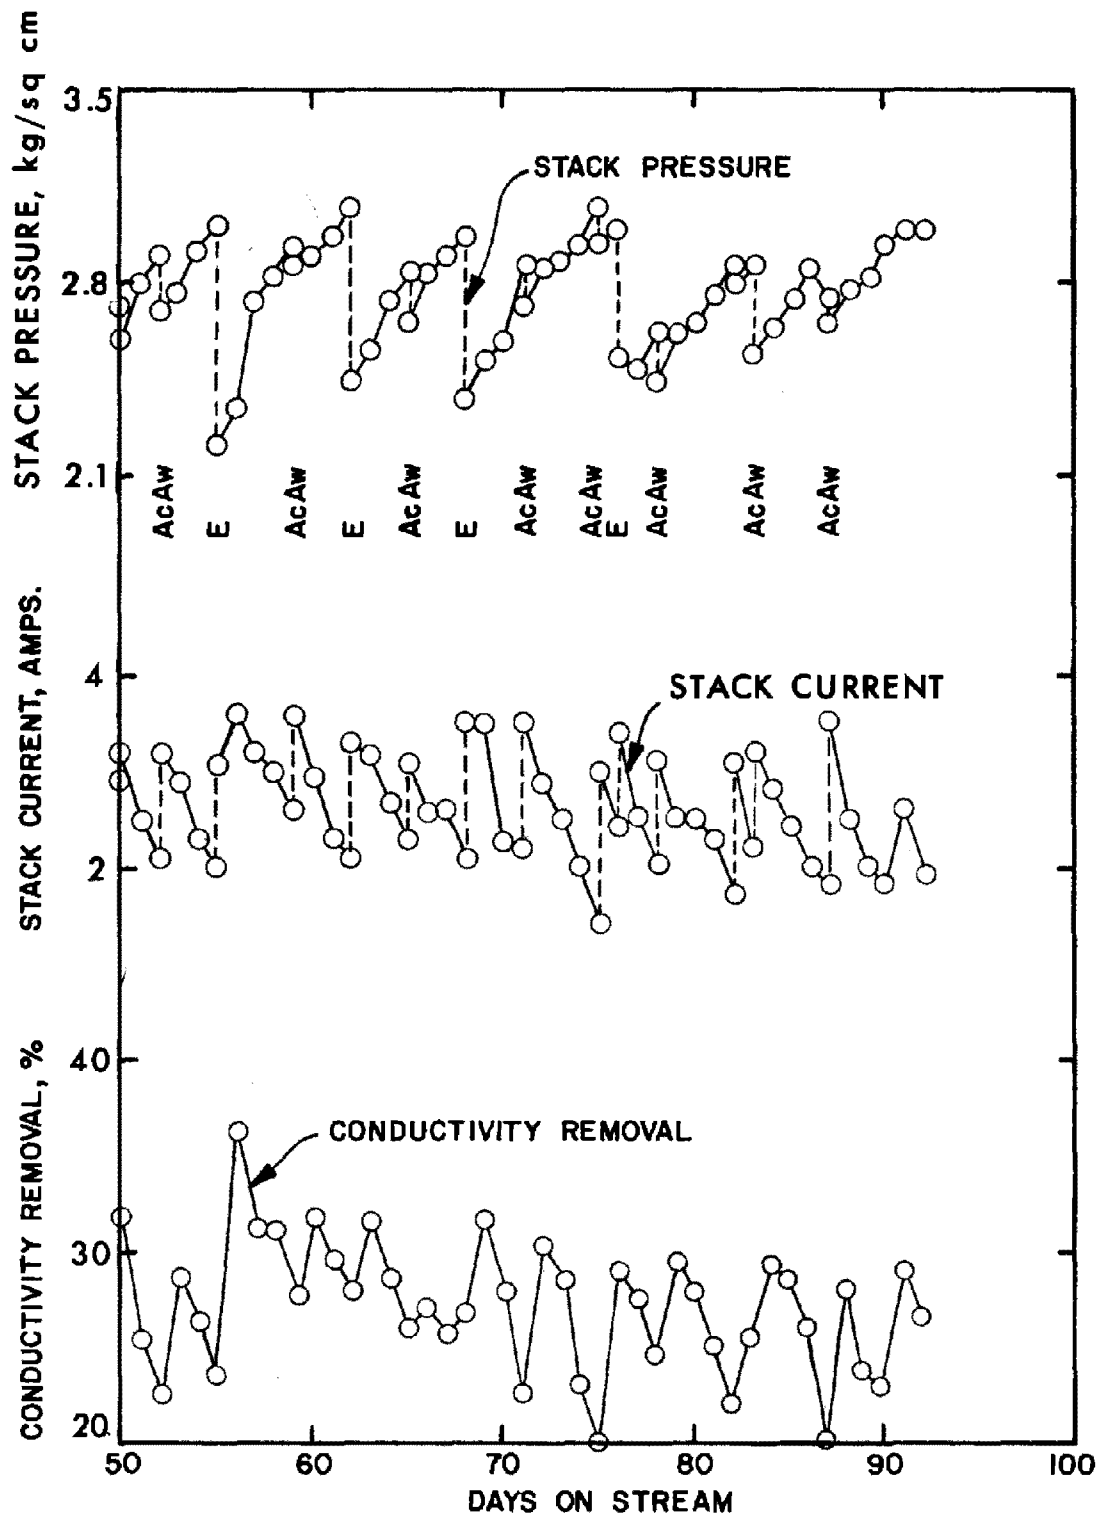 STACK PRESSURE, kg/sq cm
3.5
2.8
2.1
STACK PRESSURE
AcAw
E
AcAw
E
AcAw
E
AcAw
AcAw
E
AcAw
AcAw
AcAw
STACK CURRENT, AMPS.
4
2
STACK CURRENT
CONDUCTIVITY REMOVAL, %
40
30
20
CONDUCTIVITY REMOVAL
50 60 70 80 90 100
DAYS ON STREAM